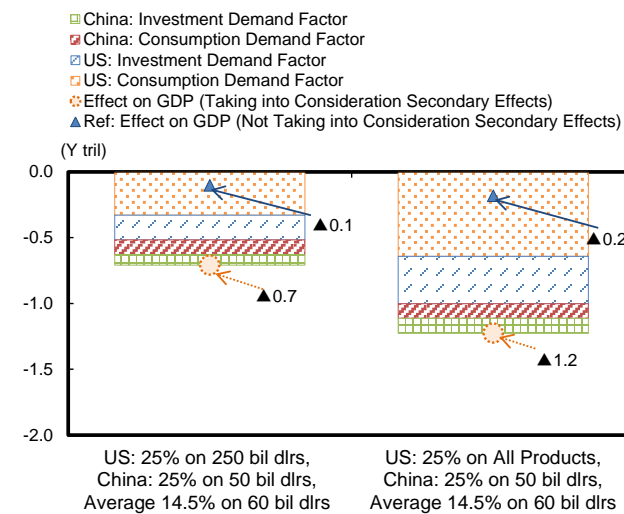 China: Investment Demand Factor
China: Consumption Demand Factor
US: Investment Demand Factor
US: Consumption Demand Factor
Effect on GDP (Taking into Consideration Secondary Effects)
Ref: Effect on GDP (Not Taking into Consideration Secondary Effects)
(Y tril)
0.0
-0.5
-1.0
-1.5
-2.0
▲0.1
▲0.7
▲0.2
▲1.2
US: 25% on 250 bil dlrs,
China: 25% on 50 bil dlrs,
Average 14.5% on 60 bil dlrs
US: 25% on All Products,
China: 25% on 50 bil dlrs,
Average 14.5% on 60 bil dlrs